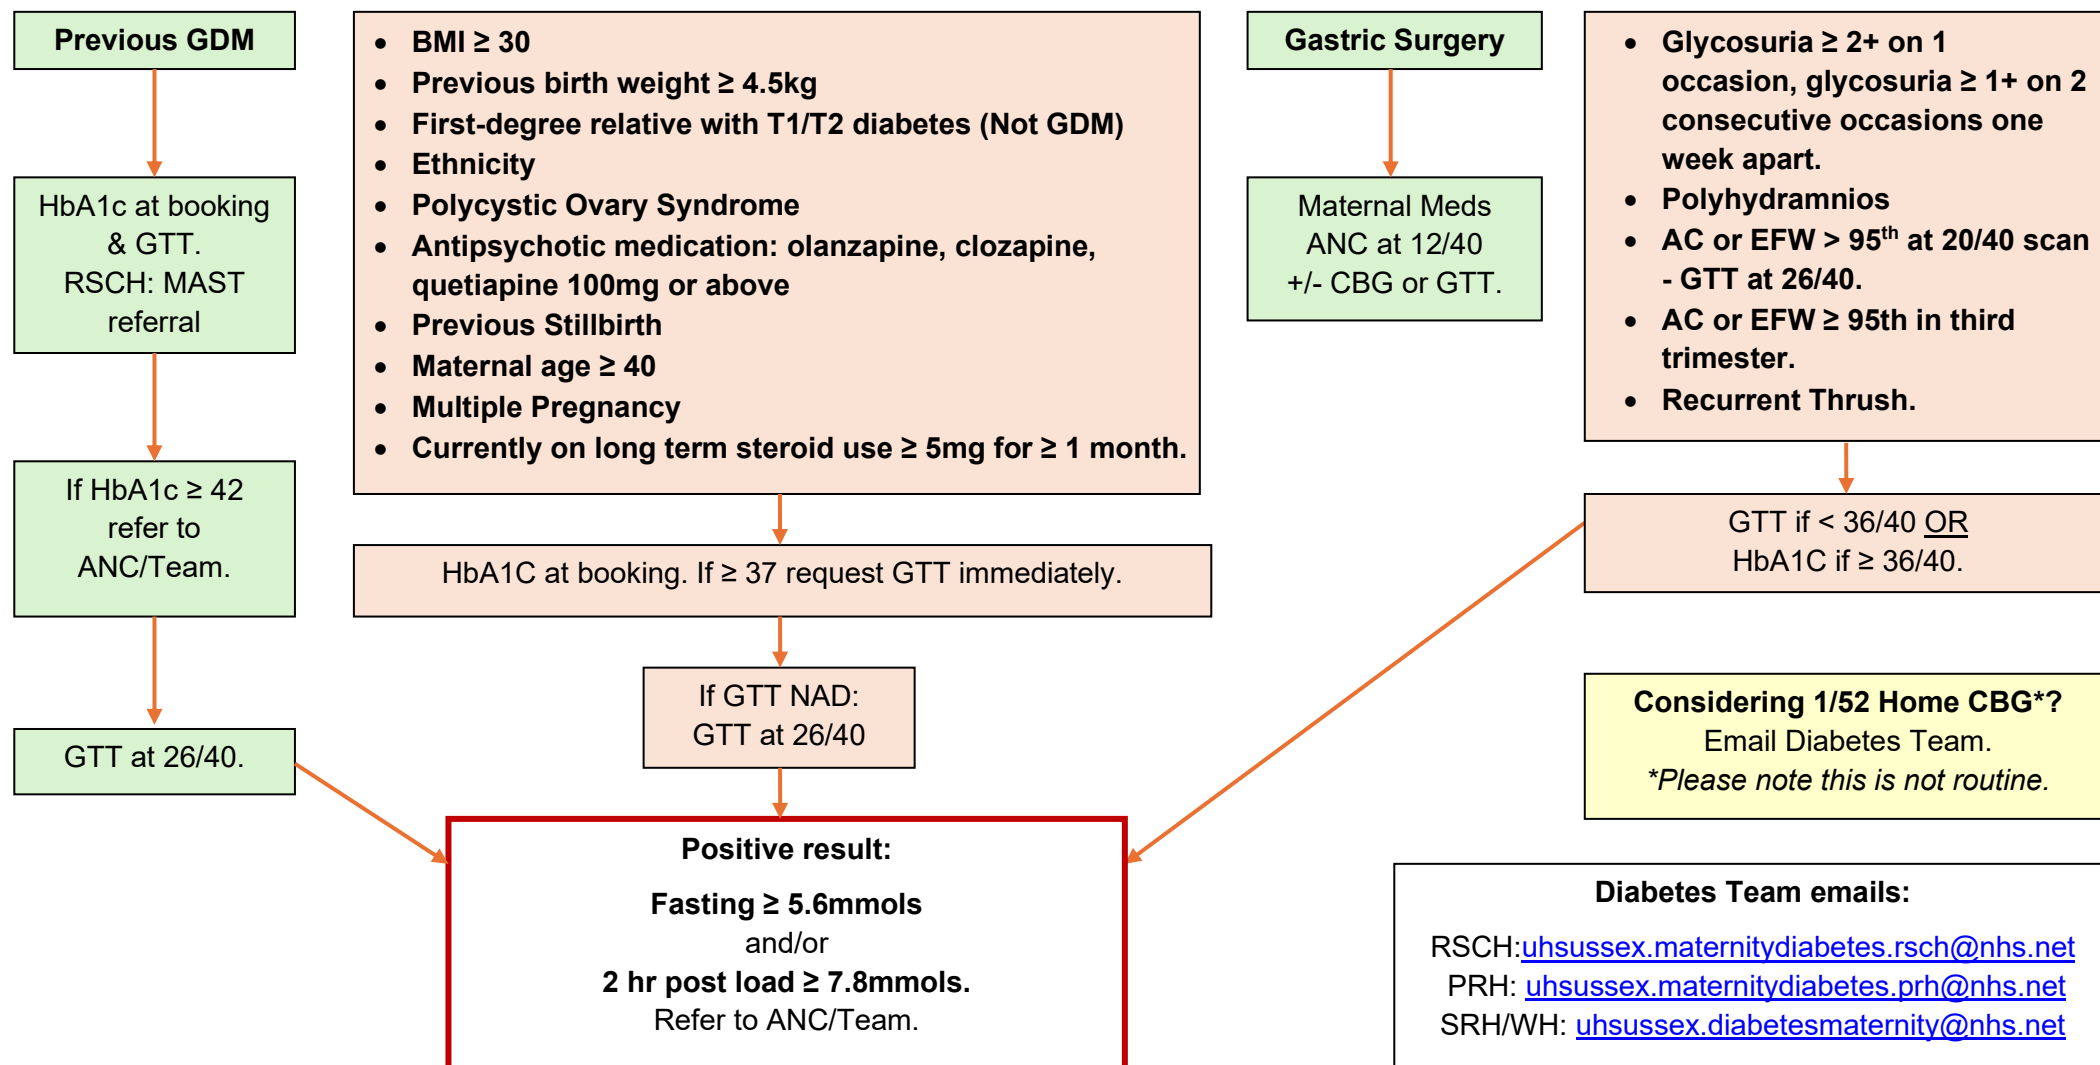 Previous GDM
HbA1c at booking
& GTT.
RSCH: MAST
referral
If HbA1c ≥ 42
refer to
ANC/Team.
GTT at 26/40.
• BMI ≥ 30
• Previous birth weight ≥ 4.5kg
• First-degree relative with T1/T2 diabetes (Not GDM)
• Ethnicity
• Polycystic Ovary Syndrome
• Antipsychotic medication: olanzapine, clozapine,
quetiapine 100mg or above
• Previous Stillbirth
• Maternal age ≥ 40
• Multiple Pregnancy
• Currently on long term steroid use ≥ 5mg for ≥ 1 month.
HbA1C at booking. If ≥ 37 request GTT immediately.
If GTT NAD:
GTT at 26/40
Gastric Surgery
Maternal Meds
ANC at 12/40
+/- CBG or GTT.
• Glycosuria ≥ 2+ on 1
occasion, glycosuria ≥ 1+ on 2
consecutive occasions one
week apart.
• Polyhydramnios
• AC or EFW > 95th at 20/40 scan
- GTT at 26/40.
• AC or EFW ≥ 95th in third
trimester.
• Recurrent Thrush.
GTT if < 36/40 OR
HbA1C if ≥ 36/40.
Considering 1/52 Home CBG*?
Email Diabetes Team.
*Please note this is not routine.
Positive result:
Fasting ≥ 5.6mmols
and/or
2 hr post load ≥ 7.8mmols.
Refer to ANC/Team.
Diabetes Team emails:
RSCH:uhsussex.maternitydiabetes.rsch@nhs.net
PRH: uhsussex.maternitydiabetes.prh@nhs.net
SRH/WH: uhsussex.diabetesmaternity@nhs.net